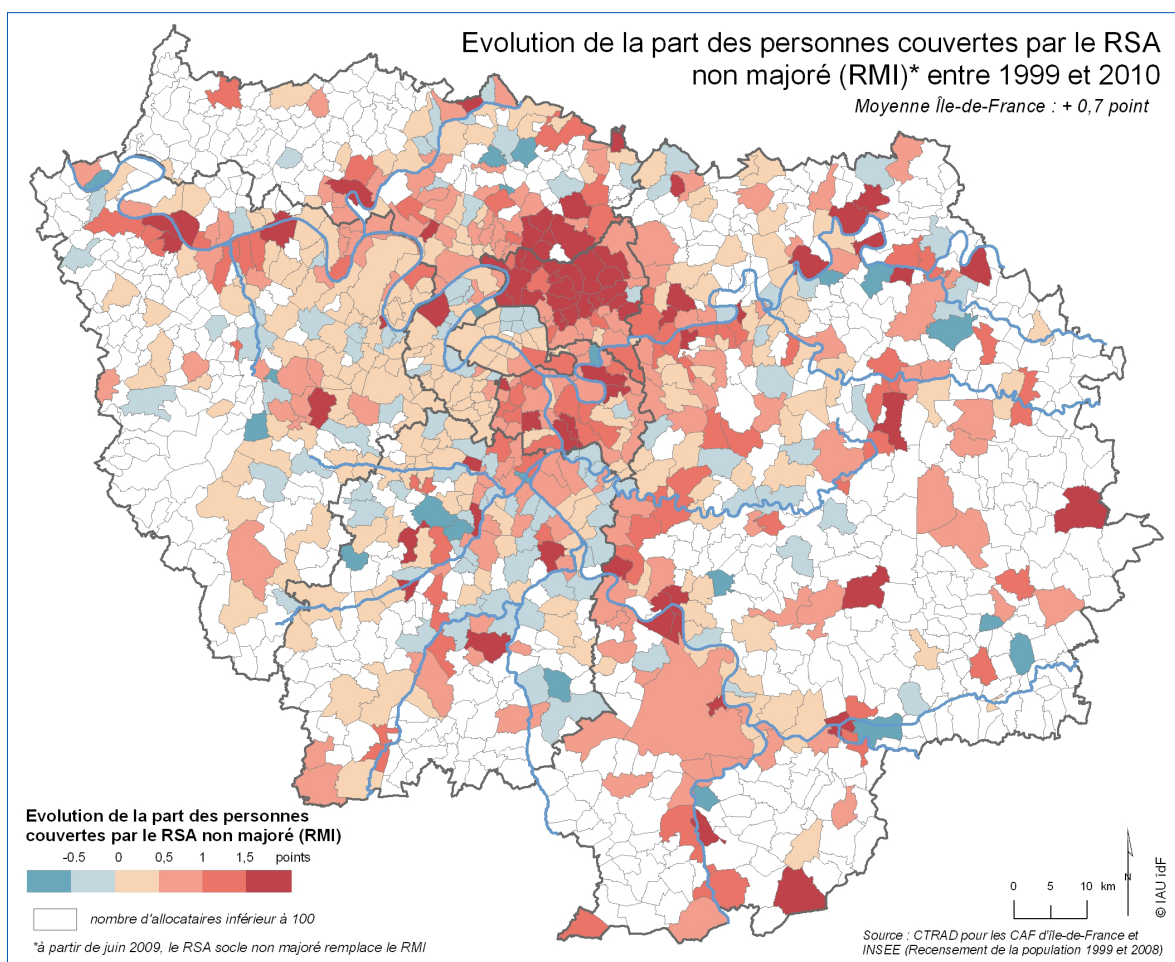 Evolution de la part des personnes couvertes par le RSA
non majoré (RMI)* entre 1999 et 2010
Moyenne Île-de-France : + 0,7 point
Evolution de la part des personnes
couvertes par le RSA non majoré (RMI)
-0.5 0 0,5 1 1,5 points
nombre d'allocataires inférieur à 100
*à partir de juin 2009, le RSA socle non majoré remplace le RMI
0 5 10 km
N
© IAU îdF
Source : CTRAD pour les CAF d'île-de-France et
INSEE (Recensement de la population 1999 et 2008)